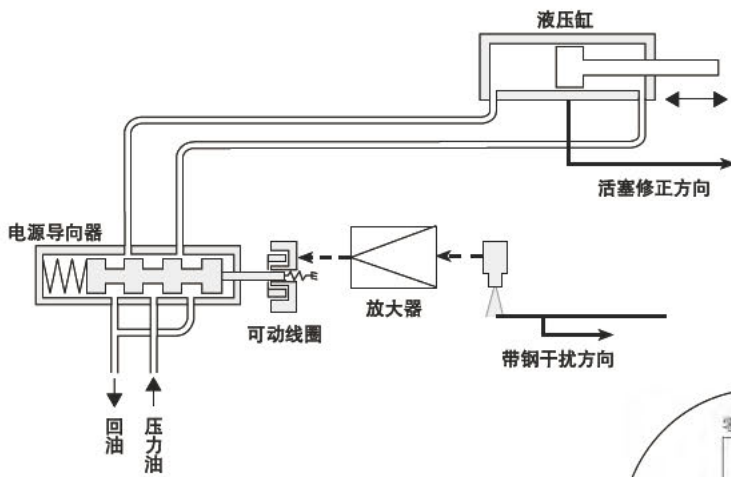 液压缸
活塞修正方向
电源导向器
放大器
可动线圈
带钢干扰方向
回油
压力油